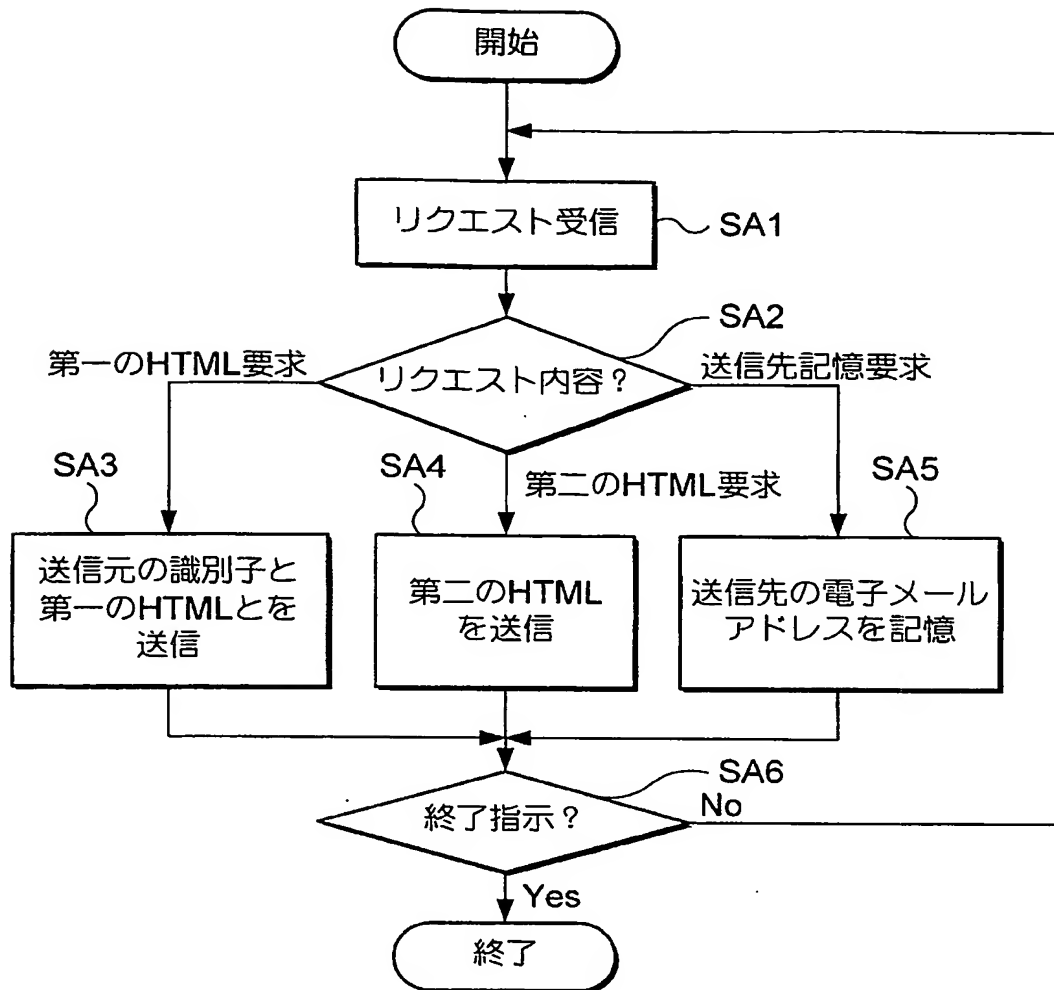 開始
リクエスト受信
SA1
SA2
第一のHTML要求
リクエスト内容？
送信先記憶要求
SA3
SA4
第二のHTML要求
SA5
送信元の識別子と
第一のHTMLとを
送信
第二のHTML
を送信
送信先の電子メール
アドレスを記憶
SA6
終了指示？
No
Yes
終了